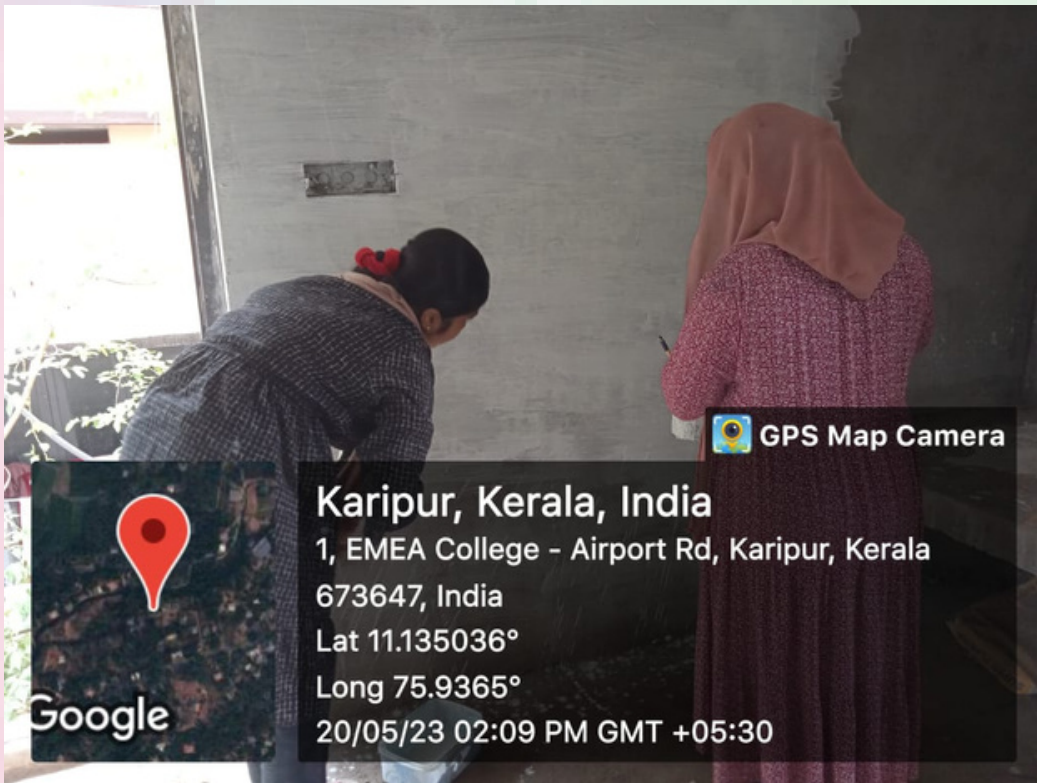 GPS Map Camera
Karipur, Kerala, India
1, EMEA College - Airport Rd, Karipur, Kerala
673647, India
Lat 11.135036°
Long 75.9365°
20/05/23 02:09 PM GMT +05:30
Google